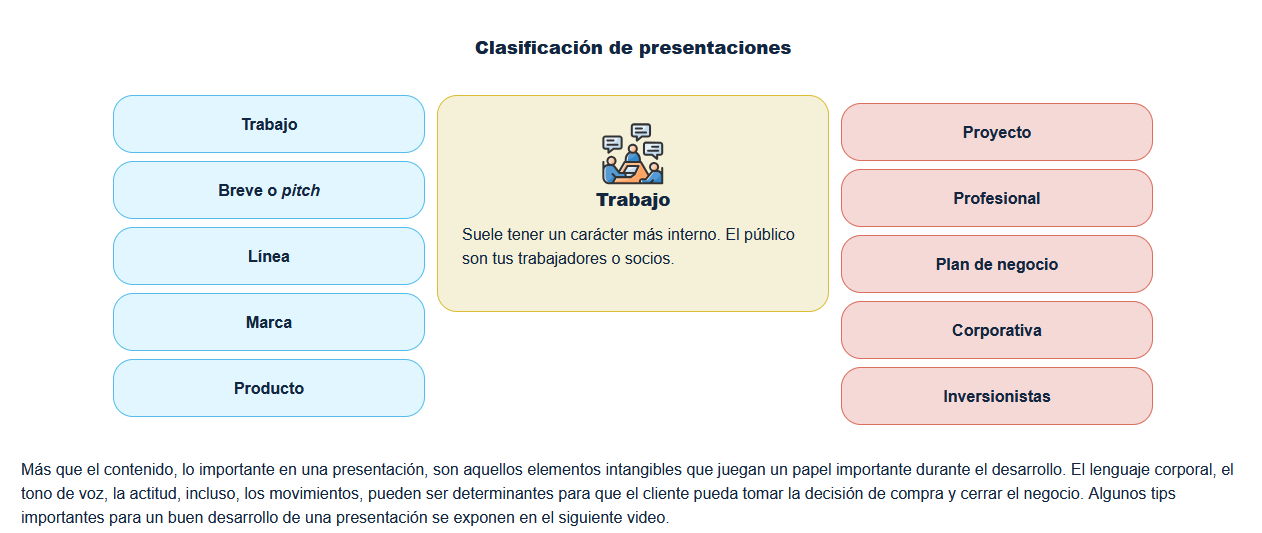 Clasificación de presentaciones
Trabajo
Breve o pitch
Línea
Marca
Producto
Trabajo
Suele tener un carácter más interno. El público
son tus trabajadores o socios.
Proyecto
Profesional
Plan de negocio
Corporativa
Inversionistas
Más que el contenido, lo importante en una presentación, son aquellos elementos intangibles que juegan un papel importante durante el desarrollo. El lenguaje corporal, el
tono de voz, la actitud, incluso, los movimientos, pueden ser determinantes para que el cliente pueda tomar la decisión de compra y cerrar el negocio. Algunos tips
importantes para un buen desarrollo de una presentación se exponen en el siguiente video.